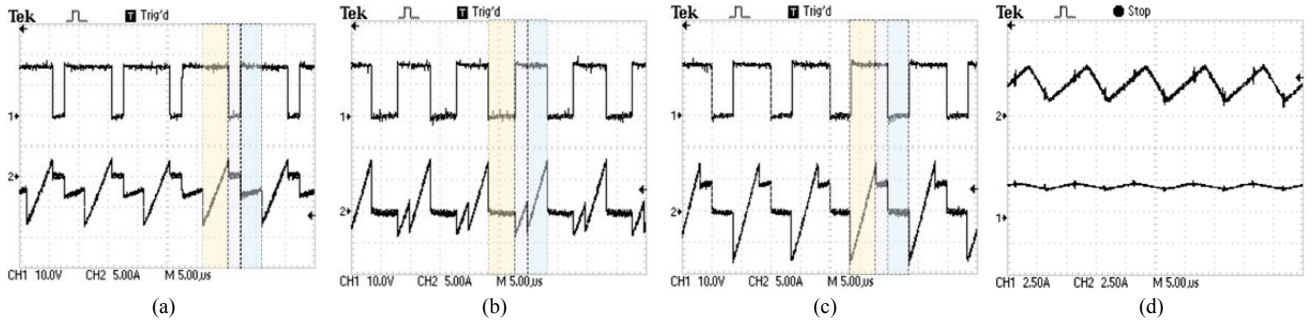 Tek T Trig'd
1
2
CH1 10.0V CH2 5.00A M 5.00µs
(a)
Tek T Trig'd
1
2
CH1 10.0V CH2 5.00A M 5.00µs
(b)
Tek T Trig'd
1
2
CH1 10.0V CH2 5.00A M 5.00µs
(c)
Tek Stop
2
1
CH1 2.50A CH2 2.50A M 5.00µs
(d)